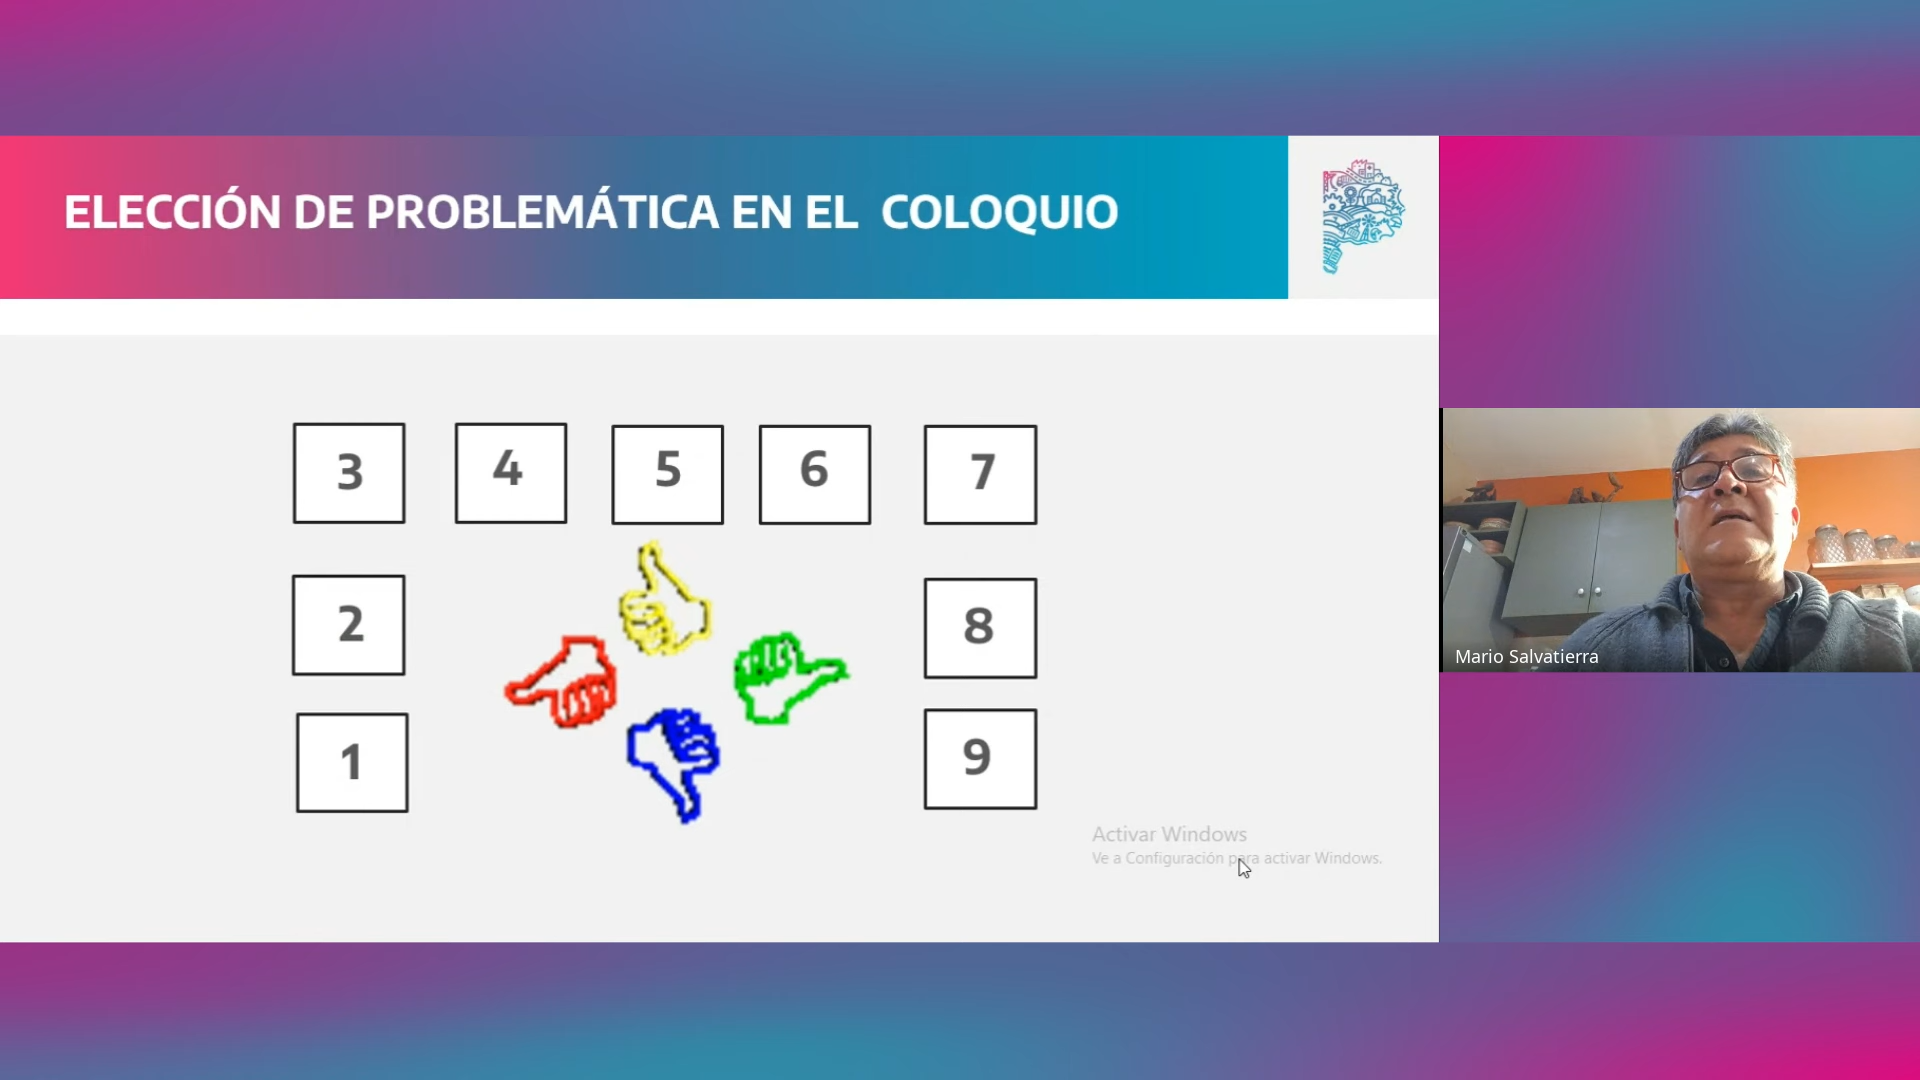 ELECCIÓN DE PROBLEMÁTICA EN EL COLOQUIO
3 4 5 6 7
2 8
1 9
Mario Salvatierra
Activar Windows
Ve a Configuración para activar Windows.